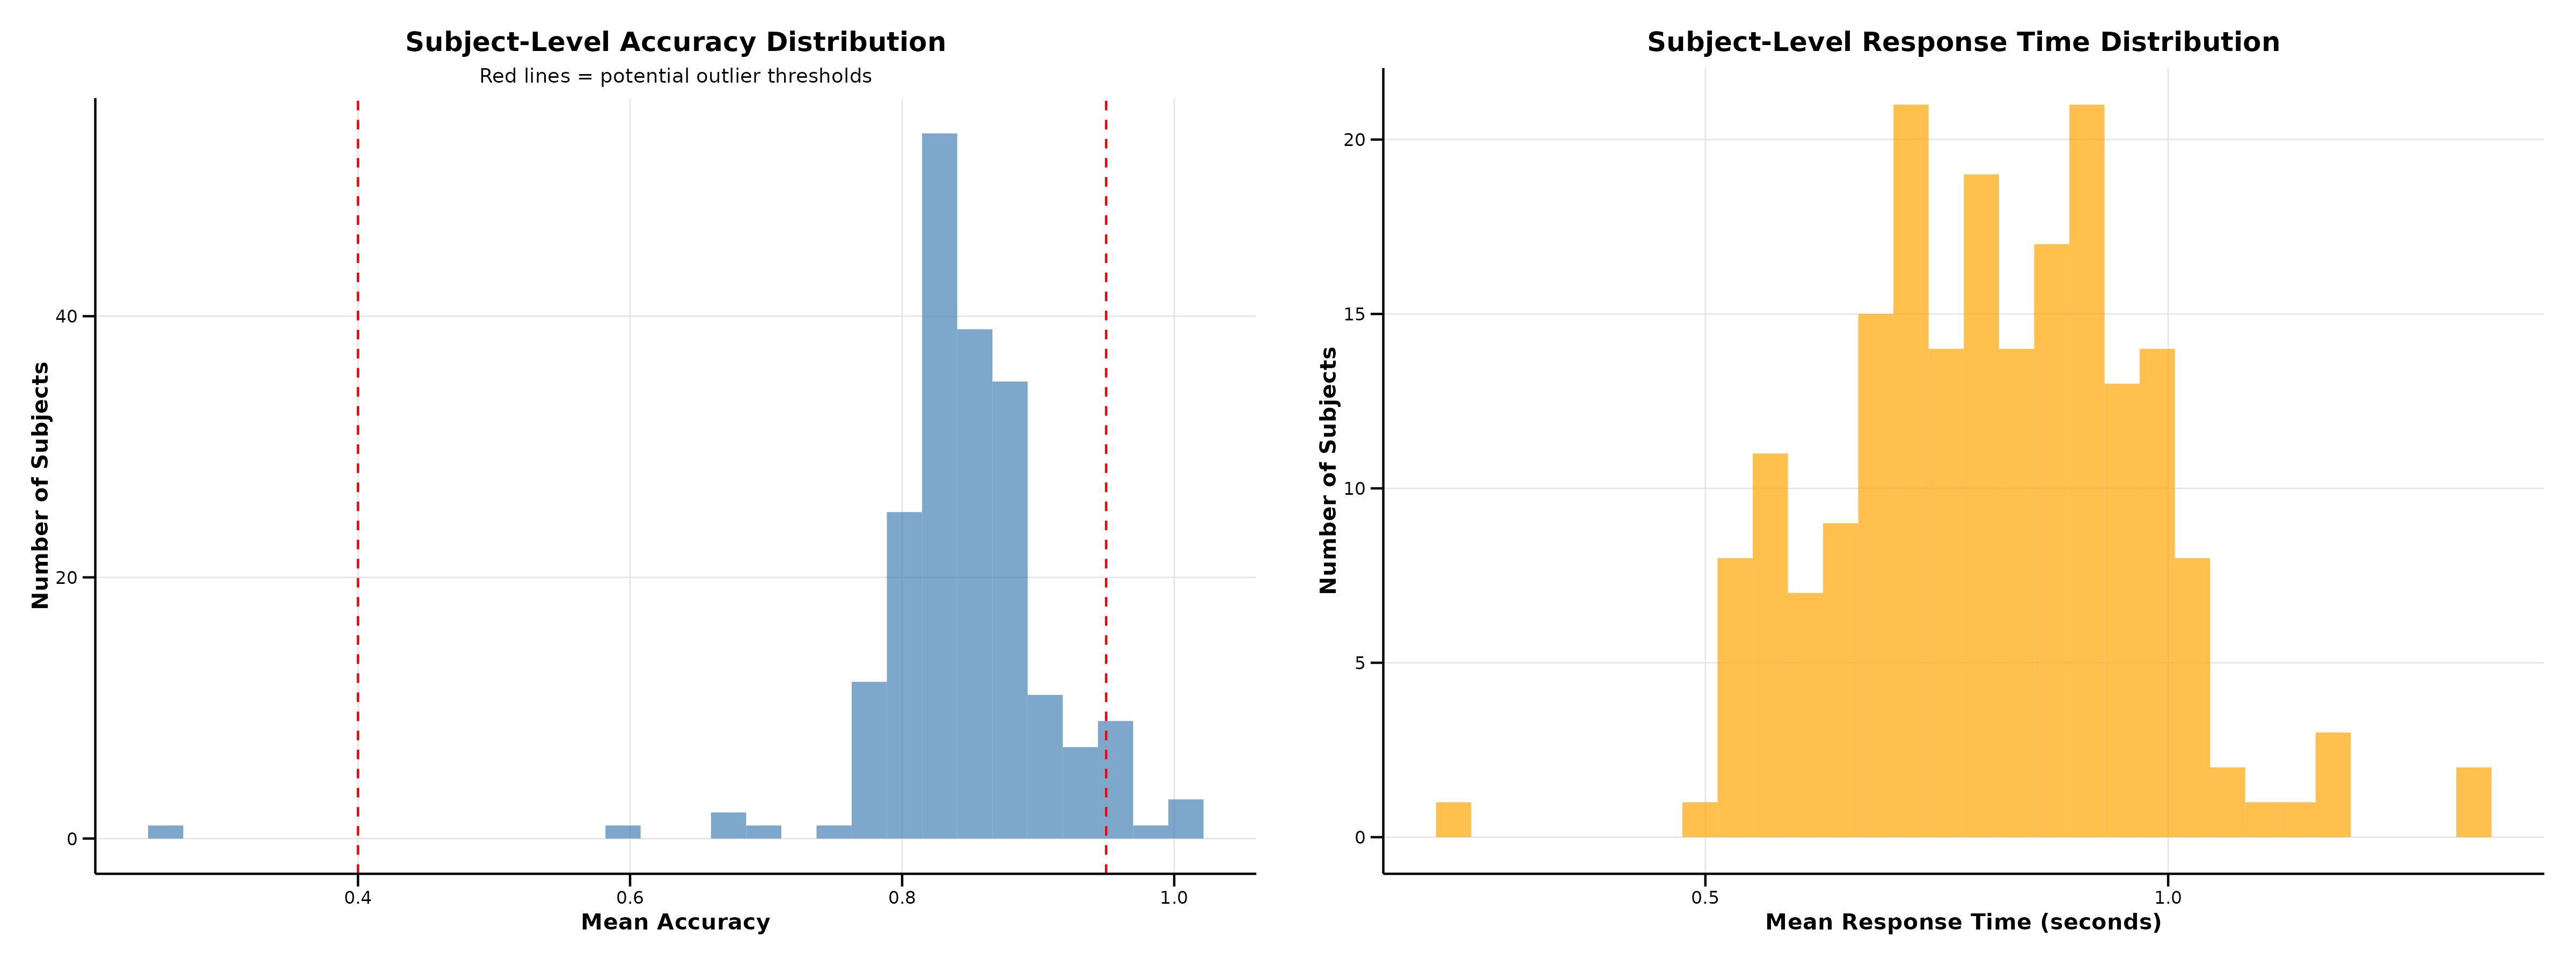 Subject-Level Accuracy Distribution
Red lines = potential outlier thresholds
Number of Subjects
40
20
0
0.4 0.6 0.8 1.0
Mean Accuracy
Subject-Level Response Time Distribution
Number of Subjects
20
15
10
5
0
0.5 1.0
Mean Response Time (seconds)